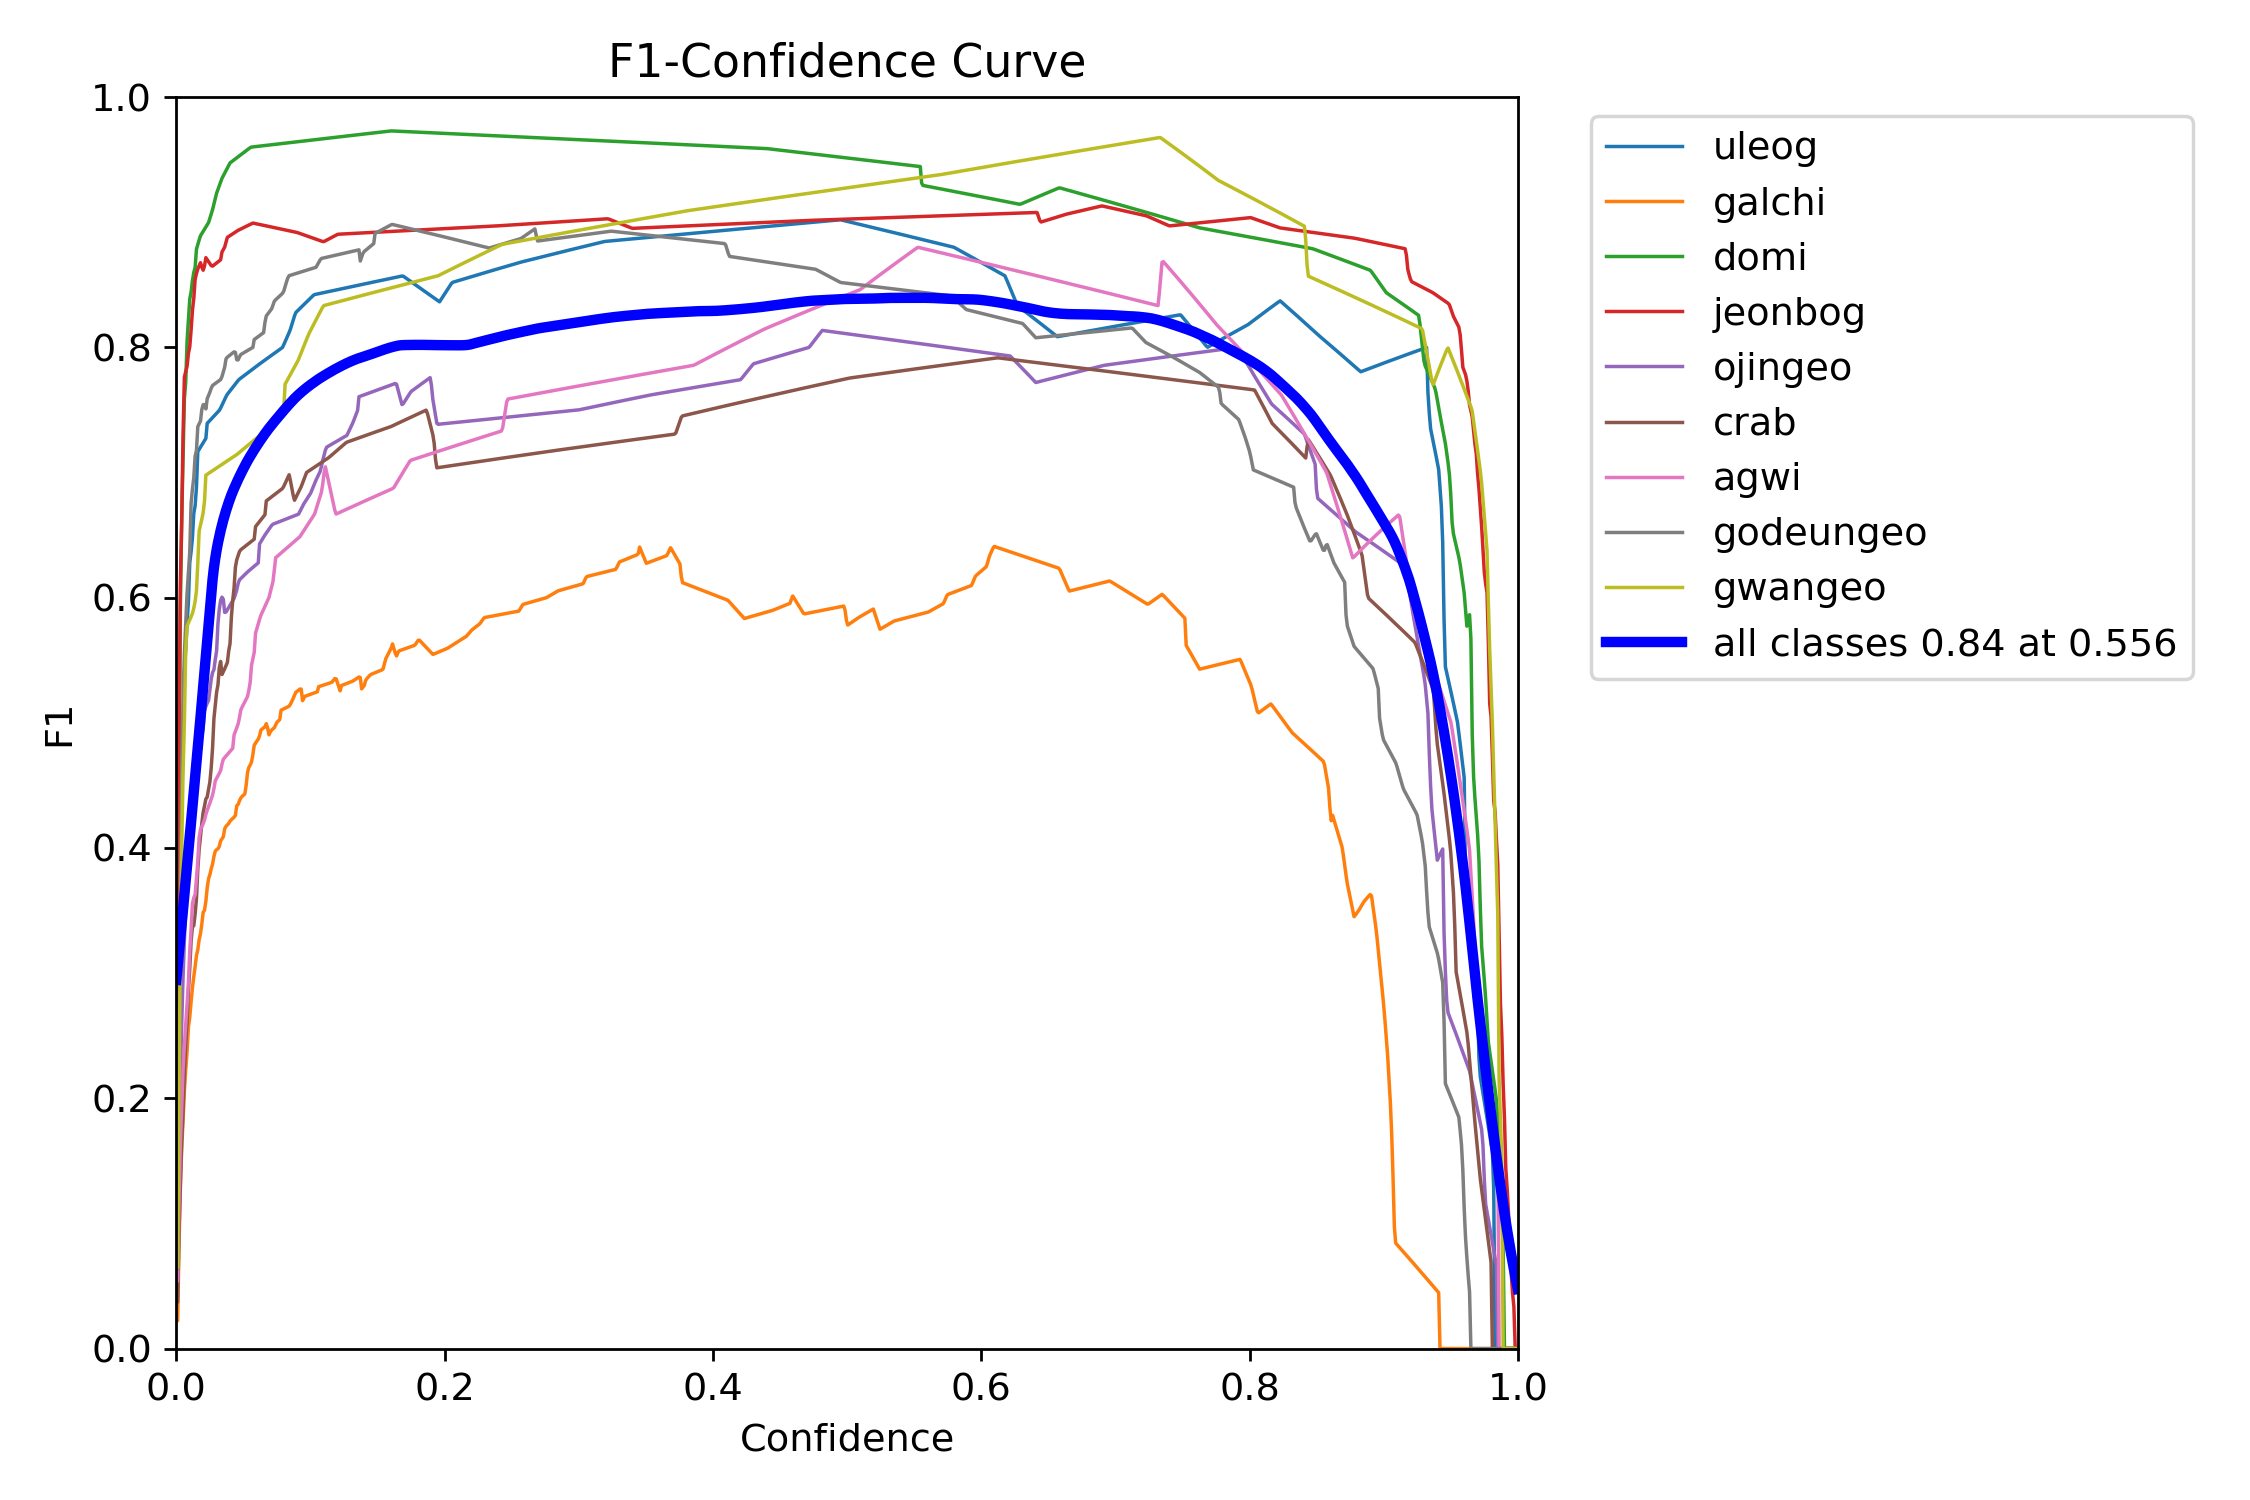 F1-Confidence Curve
1.0
0.8
0.6
0.4
0.2
0.0
F1
0.0 0.2 0.4 0.6 0.8 1.0
Confidence
uleog
galchi
domi
jeonbog
ojingeo
crab
agwi
godeungeo
gwangeo
all classes 0.84 at 0.556